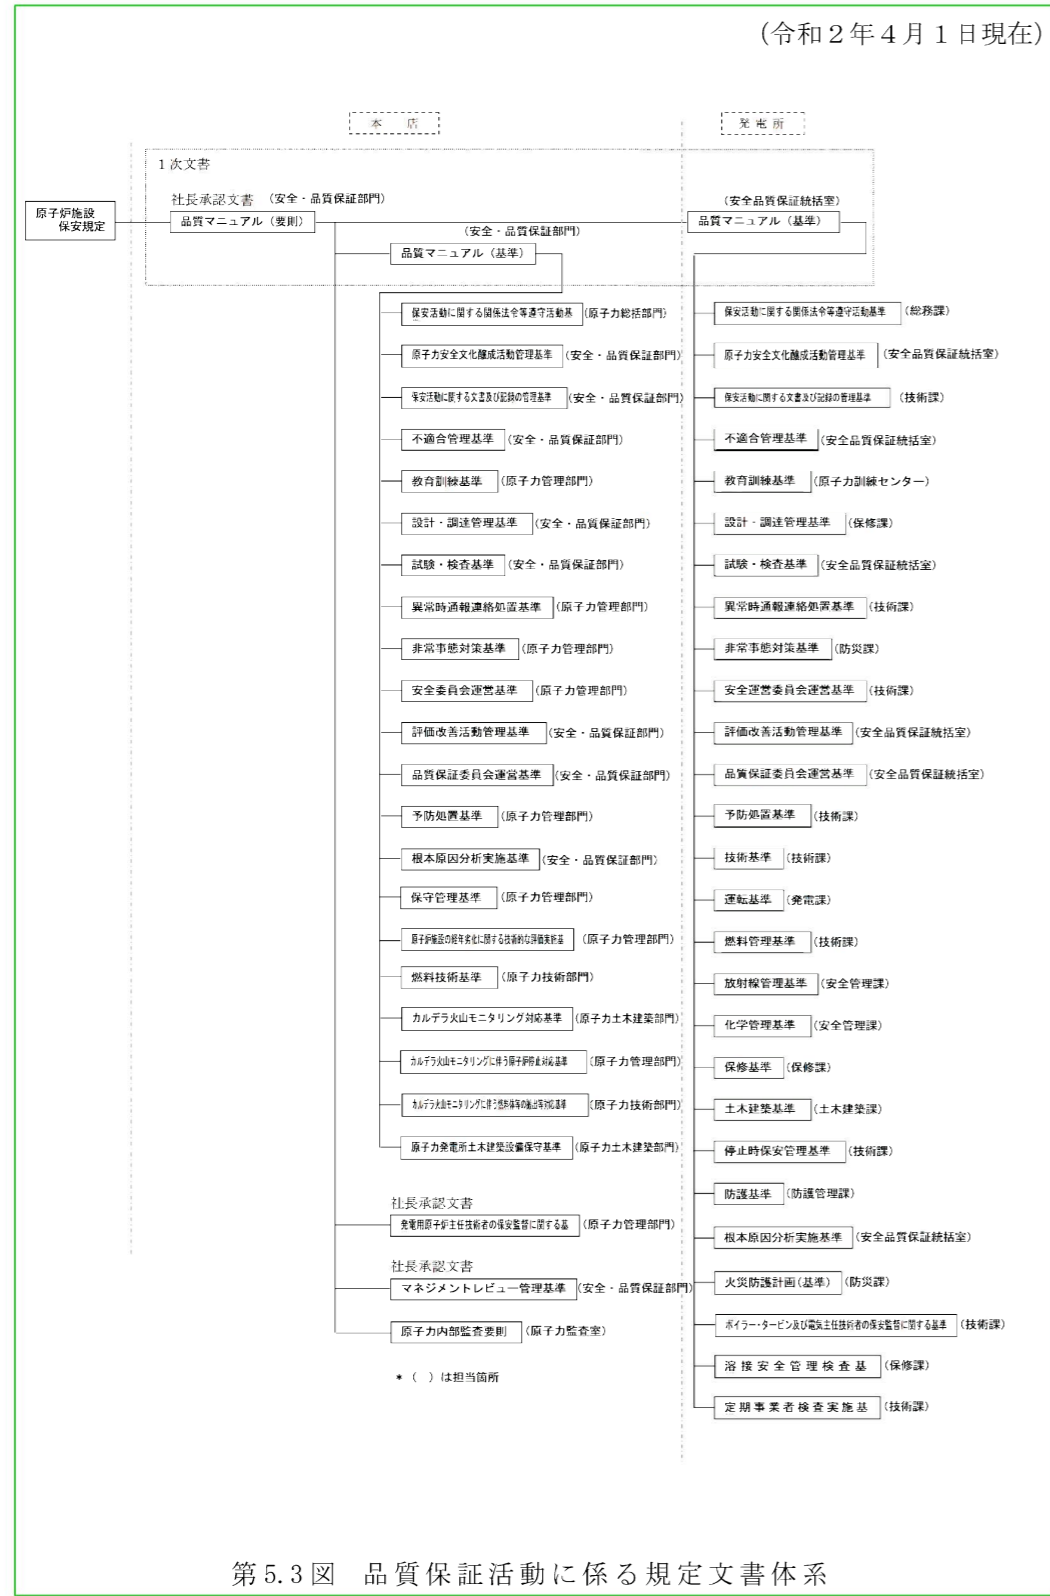 (令和２年４月１日現在)
本　店
発電所
１次文書
社長承認文書 (安全・品質保証部門)
原子炉施設
保安規定
品質マニュアル（要則）
(安全・品質保証部門)
品質マニュアル（基準）
(安全品質保証統括室)
品質マニュアル（基準）
保安活動に関する関係法令等遵守活動基 (原子力総括部門)
原子力安全文化醸成活動管理基準 (安全・品質保証部門)
保安活動に関する文書及び記録の管理基準 (安全・品質保証部門)
不適合管理基準 (安全・品質保証部門)
教育訓練基準 (原子力管理部門)
設計・調達管理基準 (安全・品質保証部門)
試験・検査基準 (安全・品質保証部門)
異常時通報連絡処置基準 (原子力管理部門)
非常事態対策基準 (原子力管理部門)
安全委員会運営基準 (原子力管理部門)
評価改善活動管理基準 (安全・品質保証部門)
品質保証委員会運営基準 (安全・品質保証部門)
予防処置基準 (原子力管理部門)
根本原因分析実施基準 (安全・品質保証部門)
保守管理基準 (原子力管理部門)
原子炉施設の経年劣化に関する技術的な評価実施基 (原子力管理部門)
燃料技術基準 (原子力技術部門)
カルデラ火山モニタリング対応基準 (原子力土木建築部門)
カルデラ火山モニタリングに伴う原子炉停止対応基準 (原子力管理部門)
カルデラ火山モニタリングに伴う燃料体等の搬出等対応基準 (原子力技術部門)
原子力発電所土木建築設備保守基準 (原子力土木建築部門)
社長承認文書
発電用原子炉主任技術者の保安監督に関する基 (原子力管理部門)
社長承認文書
マネジメントレビュー管理基準 (安全・品質保証部門)
原子力内部監査要則 (原子力監査室)
＊（　）は担当箇所
保安活動に関する関係法令等遵守活動基準 (総務課)
原子力安全文化醸成活動管理基準 (安全品質保証統括室)
保安活動に関する文書及び記録の管理基準 (技術課)
不適合管理基準 (安全品質保証統括室)
教育訓練基準 (原子力訓練センター)
設計・調達管理基準 (保修課)
試験・検査基準 (安全品質保証統括室)
異常時通報連絡処置基準 (技術課)
非常事態対策基準 (防災課)
安全運営委員会運営基準 (技術課)
評価改善活動管理基準 (安全品質保証統括室)
品質保証委員会運営基準 (安全品質保証統括室)
予防処置基準 (技術課)
技術基準 (技術課)
運転基準 (発電課)
燃料管理基準 (技術課)
放射線管理基準 (安全管理課)
化学管理基準 (安全管理課)
保修基準 (保修課)
土木建築基準 (土木建築課)
停止時保安管理基準 (技術課)
防護基準 (防護管理課)
根本原因分析実施基準 (安全品質保証統括室)
火災防護計画(基準) (防災課)
ボイラー・タービン及び電気主任技術者の保安監督に関する基準 (技術課)
溶接安全管理検査基 (保修課)
定期事業者検査実施基 (技術課)
第5.3図　品質保証活動に係る規定文書体系